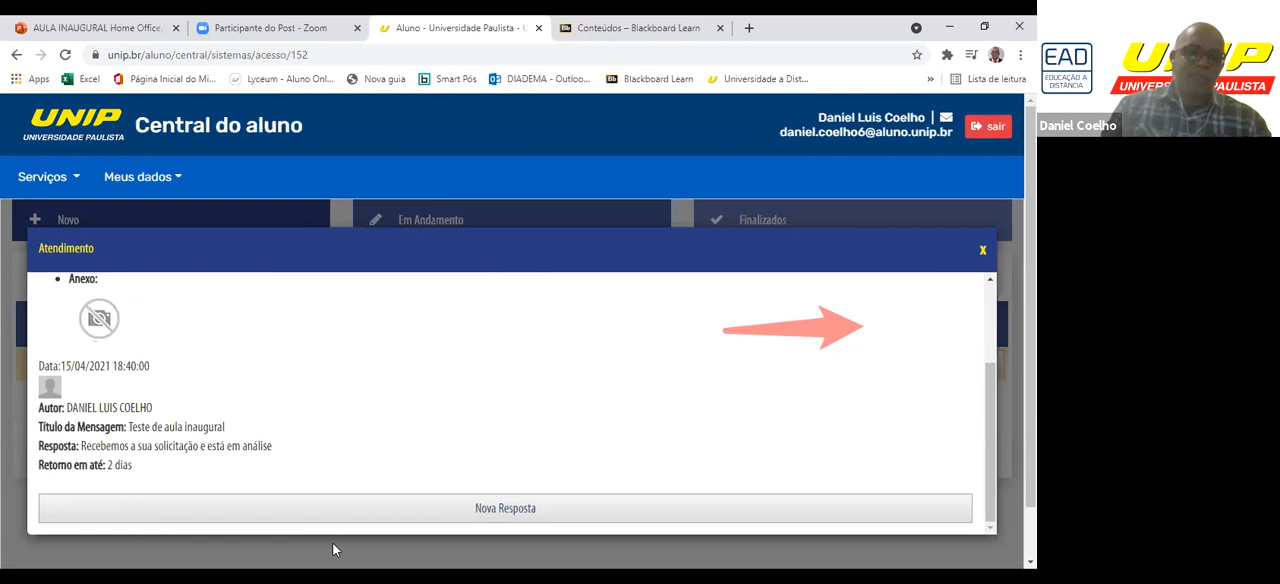 AULA INAUGURAL Home Office.
Participante do Post - Zoom
Aluno - Universidade Paulista - U
Conteúdos – Blackboard Learn
unip.br/aluno/central/sistemas/acesso/152
Apps
Excel
Página Inicial do Mi...
Lyceum - Aluno Onl...
Nova guia
Smart Pós
DIADEMA - Outloo...
Blackboard Learn
Universidade a Dist...
»
Lista de leitura
UNIP
UNIVERSIDADE PAULISTA
Central do aluno
Daniel Luis Coelho |
daniel.coelho6@aluno.unip.br
sair
Serviços
Meus dados
Novo
Em Andamento
Finalizados
Atendimento
x
• Anexo:
Data:15/04/2021 18:40:00
Autor: DANIEL LUIS COELHO
Título da Mensagem: Teste de aula inaugural
Resposta: Recebemos a sua solicitação e está em análise
Retorno em até: 2 dias
Nova Resposta
EAD
EDUCAÇÃO A
DISTÂNCIA
PAULISTA
Daniel Coelho